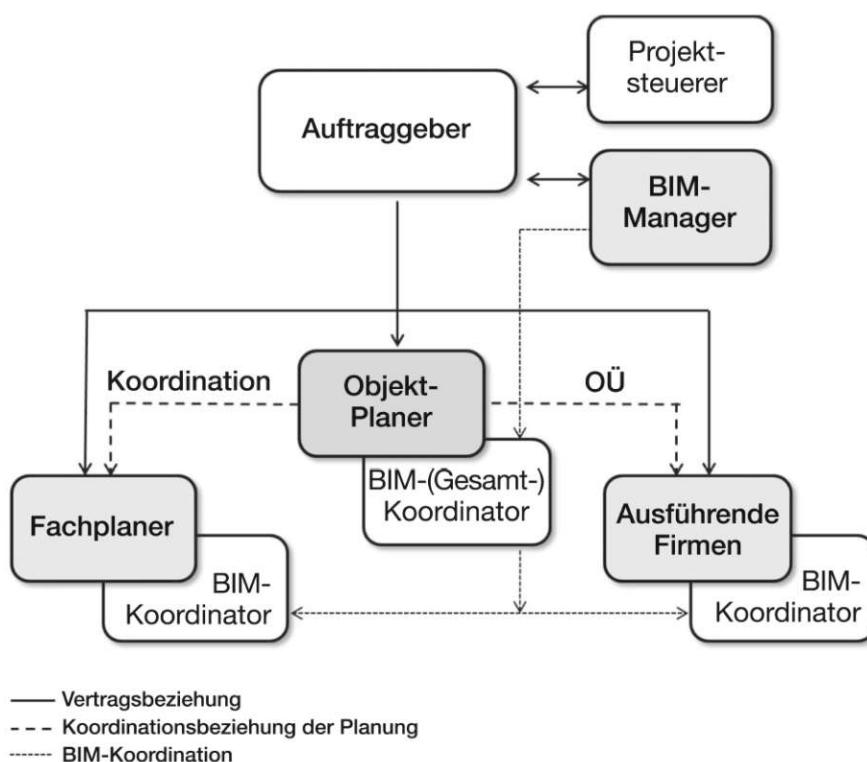 Projekt-
steuerer
Auftraggeber
BIM-
Manager
Koordination
Objekt-
Planer
OÜ
BIM-(Gesamt-)
Koordinator
Fachplaner
Ausführende
Firmen
BIM-
Koordinator
BIM-
Koordinator
Vertragsbeziehung
Koordinationsbeziehung der Planung
BIM-Koordination